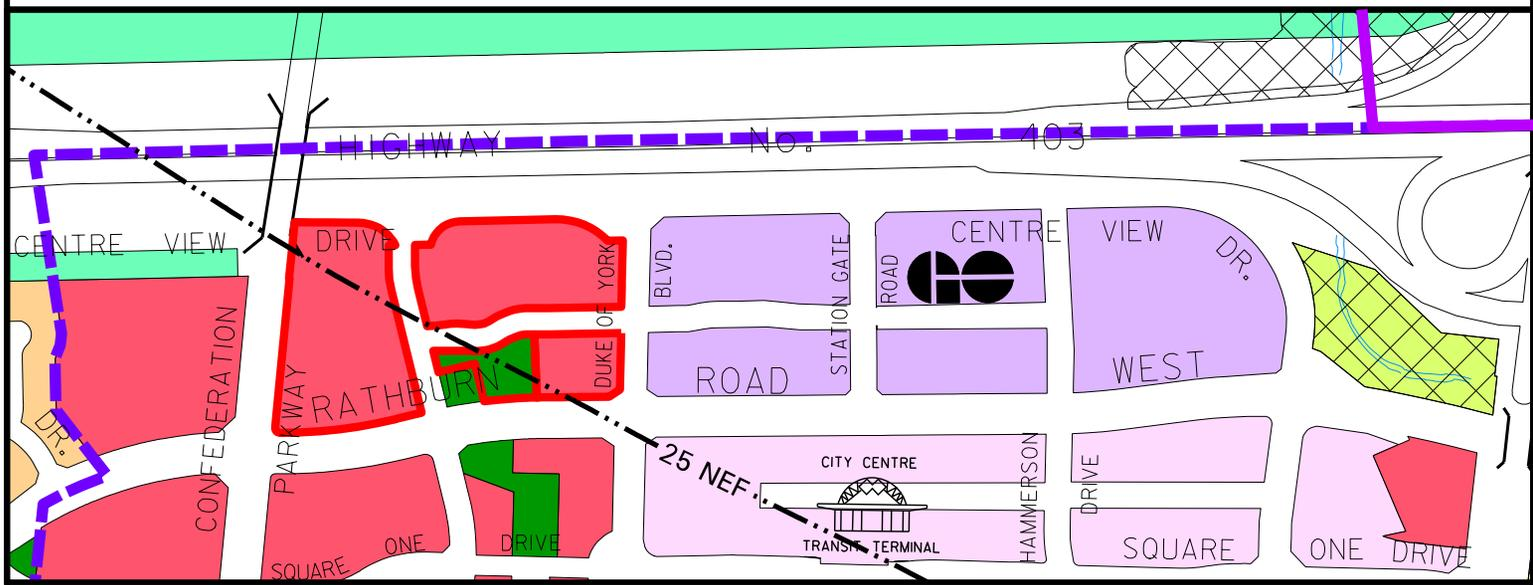 HIGHWAY No. 403
CENTRE VIEW DRIVE
CENTRE VIEW DR.
DUKE OF YORK BLVD.
STATION GATE ROAD
GO
CONFEDERATION PARKWAY
RATHBURN ROAD WEST
DR.
25 NEF
CITY CENTRE
TRANSIT TERMINAL
HAMMERSON DRIVE
SQUARE ONE DRIVE
SQUARE ONE DRIVE